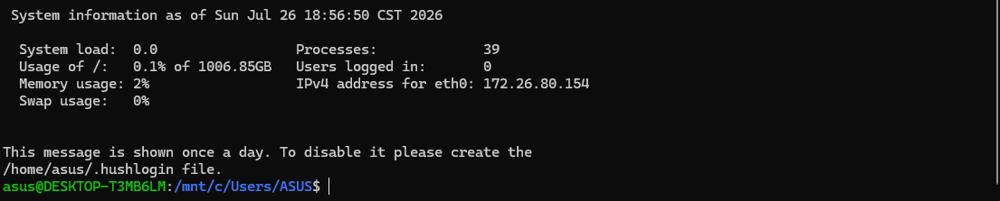 System information as of Sun Jul 26 18:56:50 CST 2026
System load: 0.0 Processes: 39
Usage of /: 0.1% of 1006.85GB Users logged in: 0
Memory usage: 2% IPv4 address for eth0: 172.26.80.154
Swap usage: 0%
This message is shown once a day. To disable it please create the
/home/asus/.hushlogin file.
asus@DESKTOP-T3MB6LM:/mnt/c/Users/ASUS$